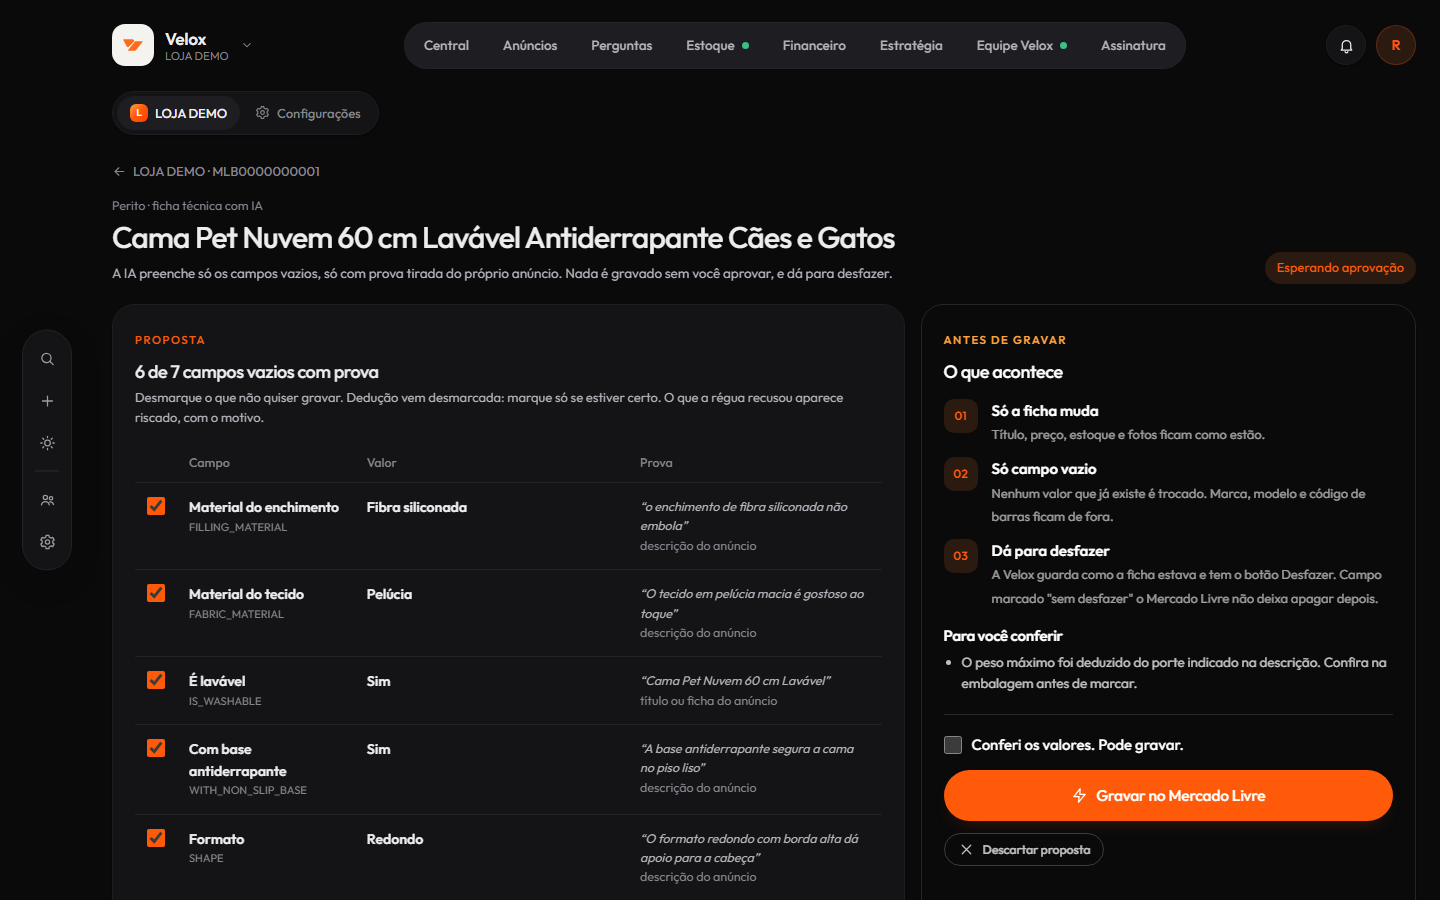 Velox
LOJA DEMO
Central
Anúncios
Perguntas
Estoque
Financeiro
Estratégia
Equipe Velox
Assinatura
R
L LOJA DEMO
Configurações
← LOJA DEMO · MLB0000000001
Perito · ficha técnica com IA
Cama Pet Nuvem 60 cm Lavável Antiderrapante Cães e Gatos
A IA preenche só os campos vazios, só com prova tirada do próprio anúncio. Nada é gravado sem você aprovar, e dá para desfazer.
Esperando aprovação
PROPOSTA
6 de 7 campos vazios com prova
Desmarque o que não quiser gravar. Dedução vem desmarcada: marque só se estiver certo. O que a régua recusou aparece
riscado, com o motivo.
Campo Valor Prova
Material do enchimento
FILLING_MATERIAL
Fibra siliconada
“o enchimento de fibra siliconada não
embola”
descrição do anúncio
Material do tecido
FABRIC_MATERIAL
Pelúcia
“O tecido em pelúcia macia é gostoso ao
toque”
descrição do anúncio
É lavável
IS_WASHABLE
Sim
“Cama Pet Nuvem 60 cm Lavável”
título ou ficha do anúncio
Com base
antiderrapante
WITH_NON_SLIP_BASE
Sim
“A base antiderrapante segura a cama
no piso liso”
descrição do anúncio
Formato
SHAPE
Redondo
“O formato redondo com borda alta dá
apoio para a cabeça”
descrição do anúncio
ANTES DE GRAVAR
O que acontece
01
Só a ficha muda
Título, preço, estoque e fotos ficam como estão.
02
Só campo vazio
Nenhum valor que já existe é trocado. Marca, modelo e código de
barras ficam de fora.
03
Dá para desfazer
A Velox guarda como a ficha estava e tem o botão Desfazer. Campo
marcado "sem desfazer" o Mercado Livre não deixa apagar depois.
Para você conferir
• O peso máximo foi deduzido do porte indicado na descrição. Confira na
embalagem antes de marcar.
Conferi os valores. Pode gravar.
Gravar no Mercado Livre
Descartar proposta